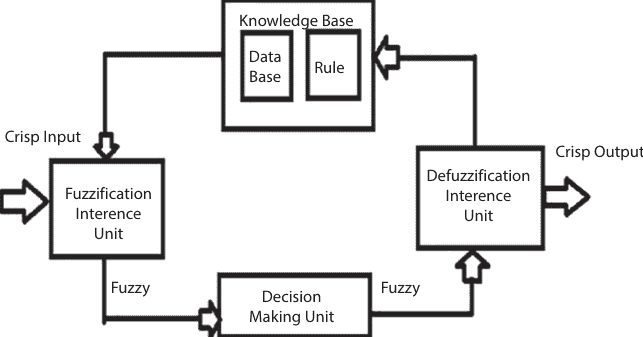 Knowledge Base
Data
Base
Rule
Crisp Input
Fuzzification
Interence
Unit
Fuzzy
Decision
Making Unit
Fuzzy
Defuzzification
Interence
Unit
Crisp Output